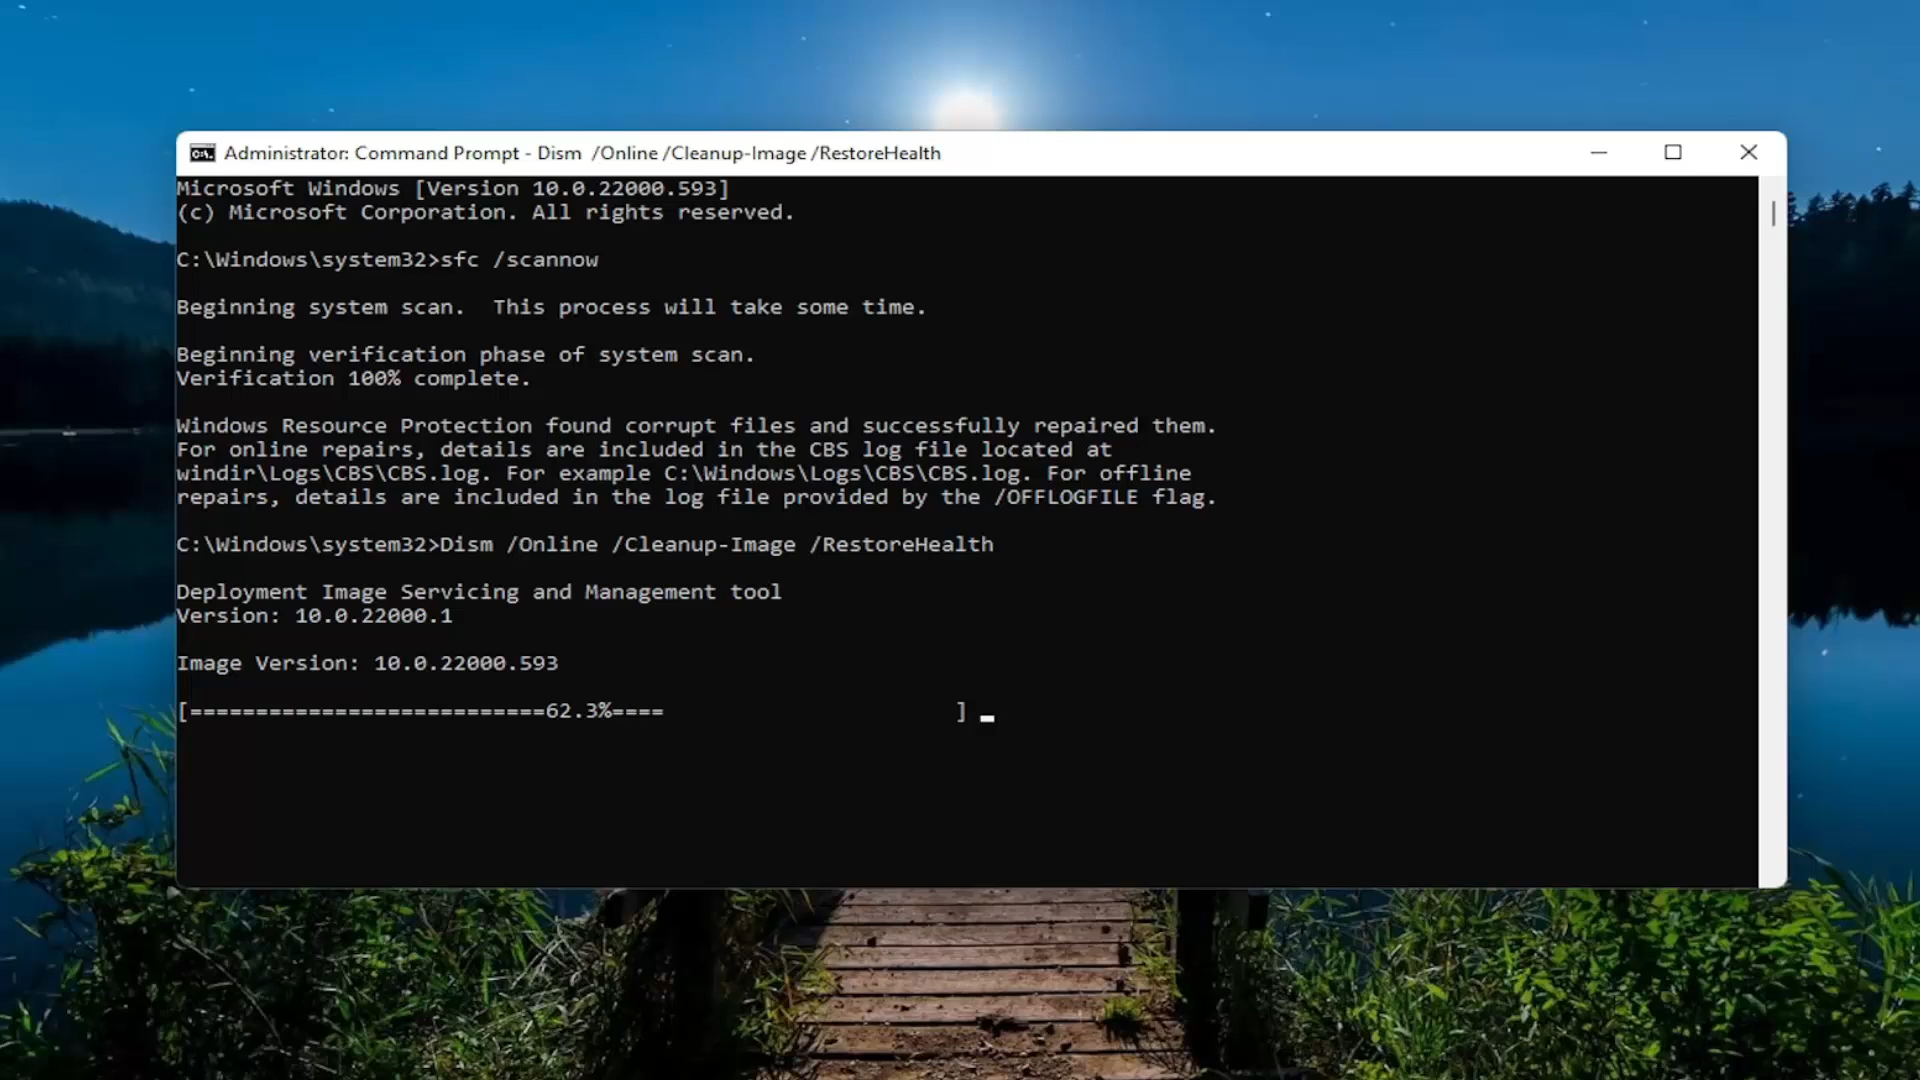 Administrator: Command Prompt - Dism  /Online /Cleanup-Image /RestoreHealth
Microsoft Windows [Version 10.0.22000.593]
(c) Microsoft Corporation. All rights reserved.
C:\Windows\system32>sfc /scannow
Beginning system scan.  This process will take some time.
Beginning verification phase of system scan.
Verification 100% complete.
Windows Resource Protection found corrupt files and successfully repaired them.
For online repairs, details are included in the CBS log file located at
windir\Logs\CBS\CBS.log. For example C:\Windows\Logs\CBS\CBS.log. For offline
repairs, details are included in the log file provided by the /OFFLOGFILE flag.
C:\Windows\system32>Dism /Online /Cleanup-Image /RestoreHealth
Deployment Image Servicing and Management tool
Version: 10.0.22000.1
Image Version: 10.0.22000.593
[===========================62.3%====                       ]